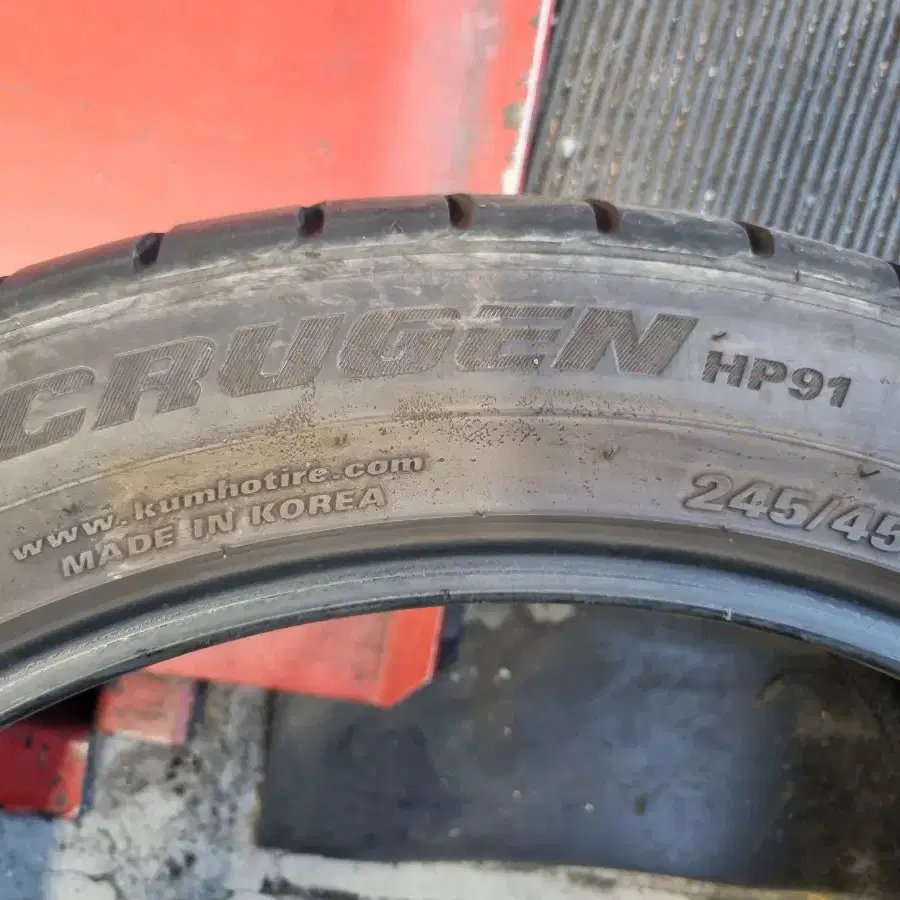 CRUGEN HP91
www.kumhotire.com
MADE IN KOREA
245/45